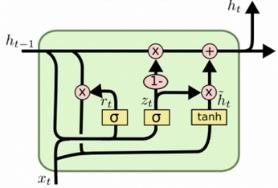 h_t
h_{t-1}
x
+
1-
x
r_t
z_t
x
h̃_t
σ
σ
tanh
x_t